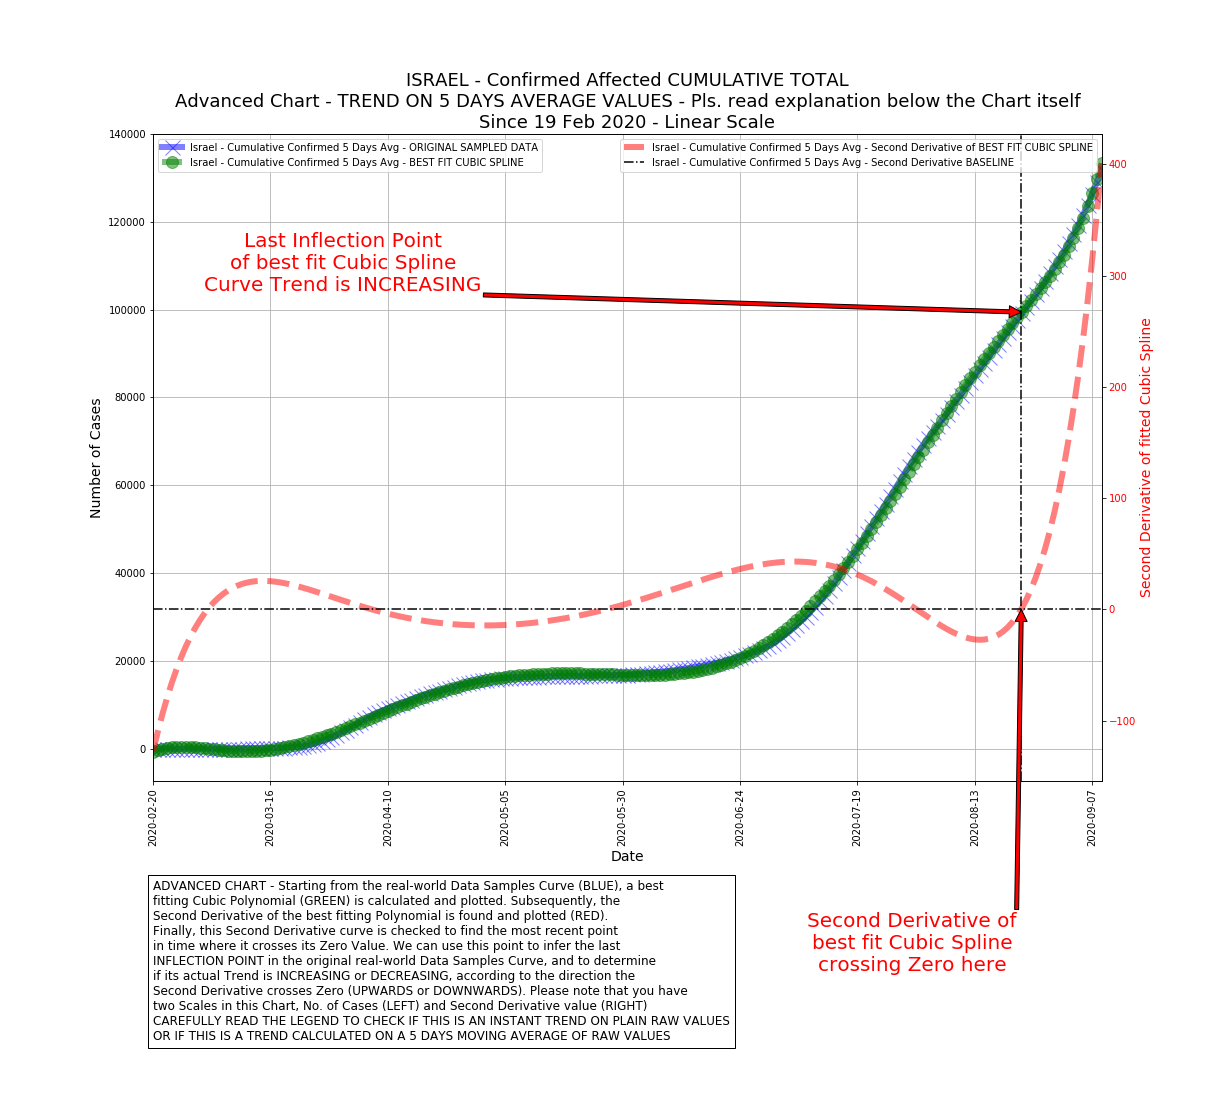 ISRAEL - Confirmed Affected CUMULATIVE TOTAL
Advanced Chart - TREND ON 5 DAYS AVERAGE VALUES - Pls. read explanation below the Chart itself
Since 19 Feb 2020 - Linear Scale
Israel - Cumulative Confirmed 5 Days Avg - ORIGINAL SAMPLED DATA
Israel - Cumulative Confirmed 5 Days Avg - BEST FIT CUBIC SPLINE
Israel - Cumulative Confirmed 5 Days Avg - Second Derivative of BEST FIT CUBIC SPLINE
Israel - Cumulative Confirmed 5 Days Avg - Second Derivative BASELINE
Last Inflection Point
of best fit Cubic Spline
Curve Trend is INCREASING
Number of Cases
140000
120000
100000
80000
60000
40000
20000
0
400
300
200
100
0
−100
Second Derivative of fitted Cubic Spline
2020-02-20
2020-03-16
2020-04-10
2020-05-05
2020-05-30
2020-06-24
2020-07-19
2020-08-13
2020-09-07
Date
ADVANCED CHART - Starting from the real-world Data Samples Curve (BLUE), a best
fitting Cubic Polynomial (GREEN) is calculated and plotted. Subsequently, the
Second Derivative of the best fitting Polynomial is found and plotted (RED).
Finally, this Second Derivative curve is checked to find the most recent point
in time where it crosses its Zero Value. We can use this point to infer the last
INFLECTION POINT in the original real-world Data Samples Curve, and to determine
if its actual Trend is INCREASING or DECREASING, according to the direction the
Second Derivative crosses Zero (UPWARDS or DOWNWARDS). Please note that you have
two Scales in this Chart, No. of Cases (LEFT) and Second Derivative value (RIGHT)
CAREFULLY READ THE LEGEND TO CHECK IF THIS IS AN INSTANT TREND ON PLAIN RAW VALUES
OR IF THIS IS A TREND CALCULATED ON A 5 DAYS MOVING AVERAGE OF RAW VALUES
Second Derivative of
best fit Cubic Spline
crossing Zero here